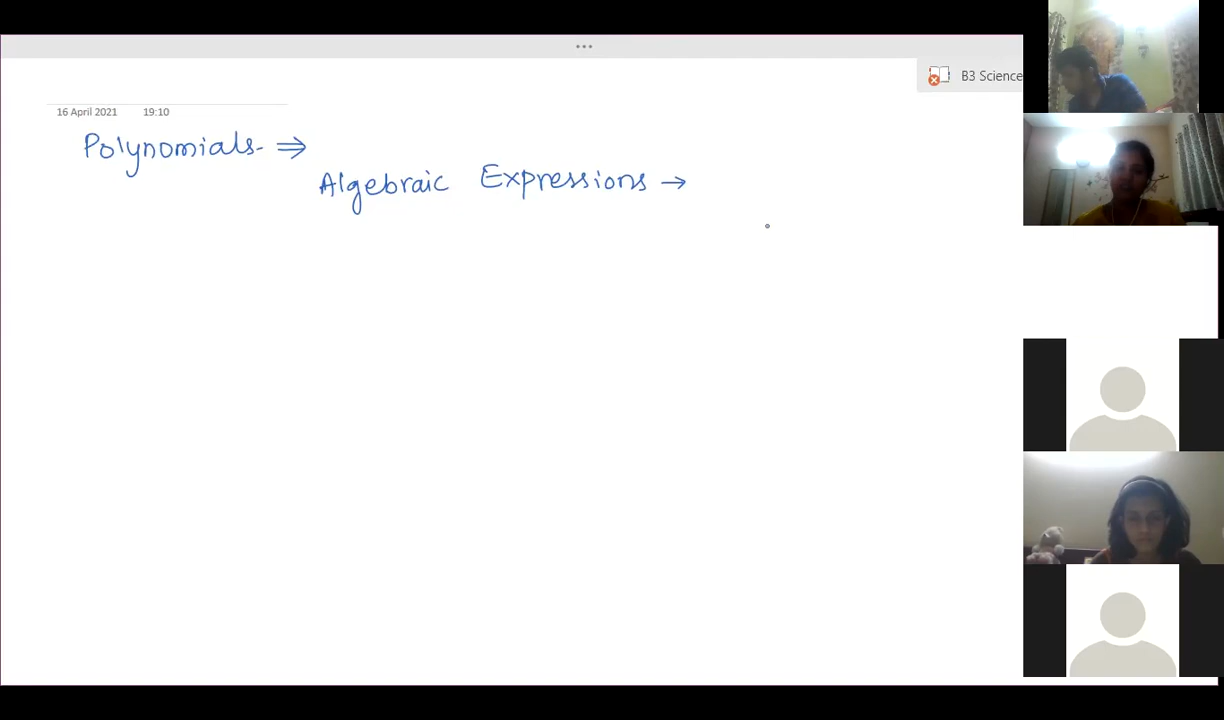 B3 Science
16 April 2021 19:10
Polynomials. ⇒
Algebraic Expressions →